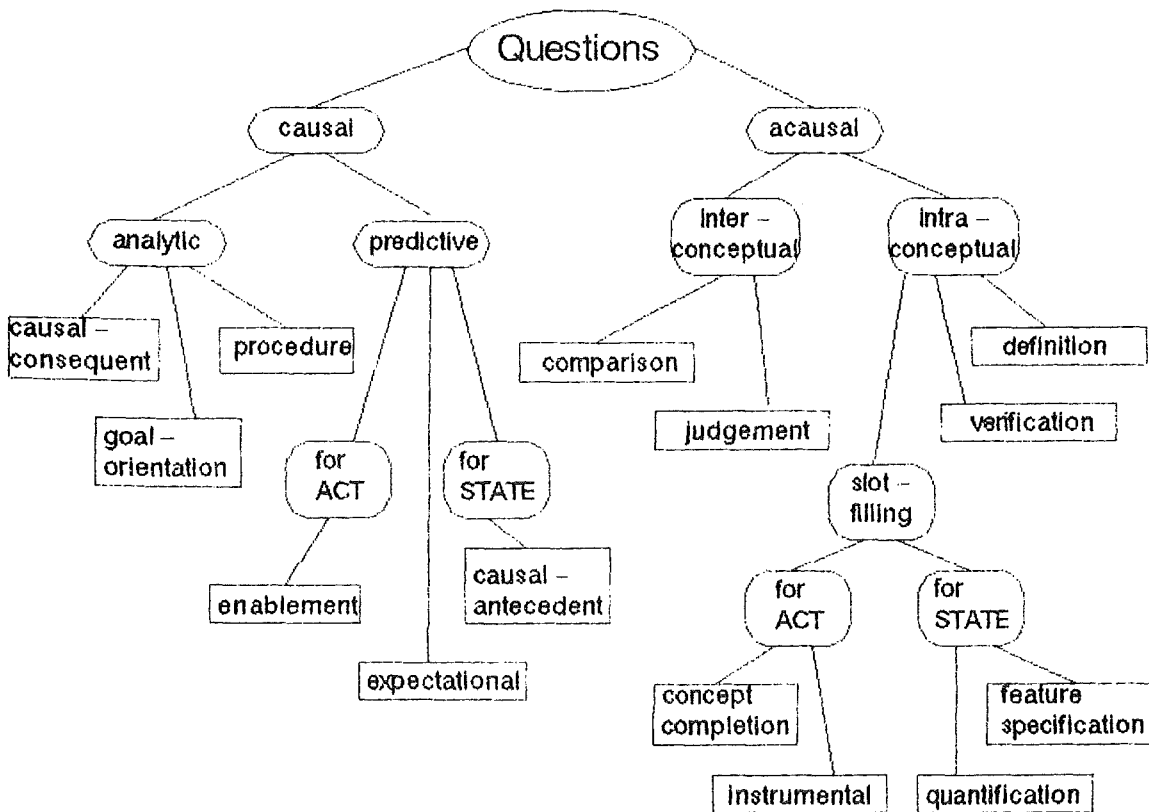 Questions
causal
acausal
analytic
predictive
inter –
conceptual
intra –
conceptual
causal –
consequent
procedure
goal –
orientation
for
ACT
for
STATE
enablement
causal –
antecedent
expectational
comparison
judgement
definition
verification
slot –
filling
for
ACT
for
STATE
concept
completion
feature
specification
instrumental
quantification